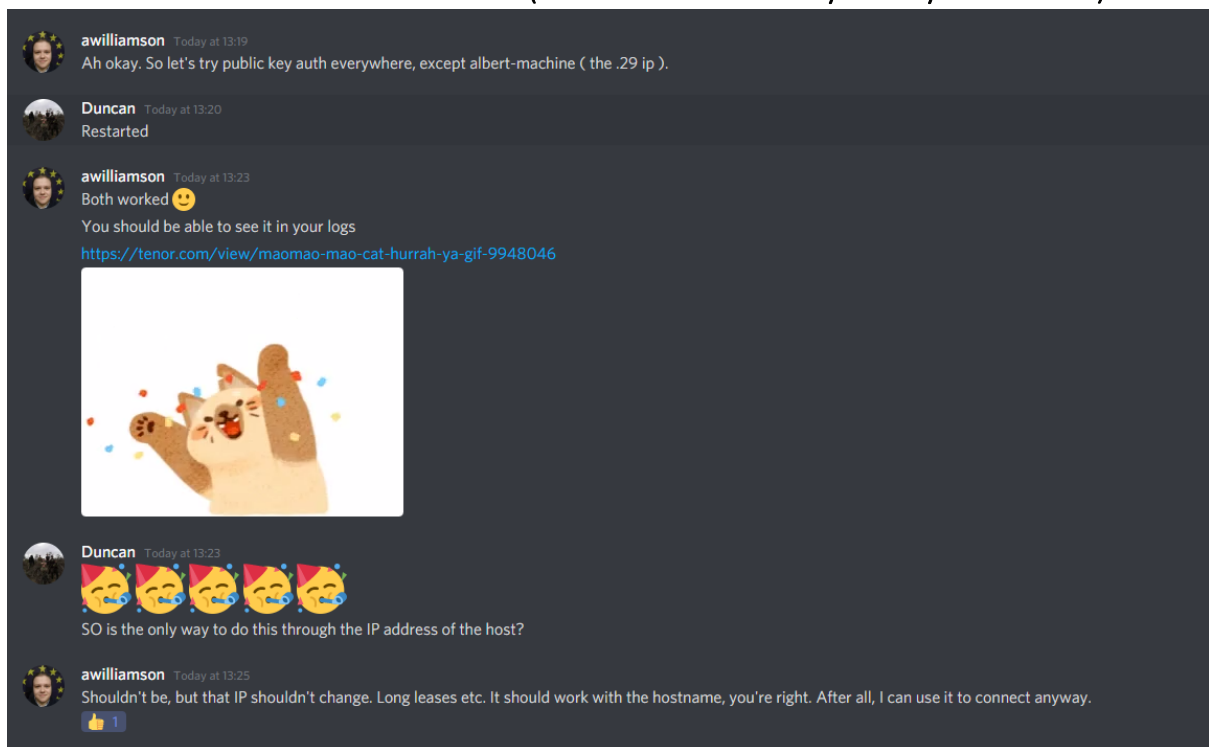 awilliamson Today at 13:19
Ah okay. So let's try public key auth everywhere, except albert-machine ( the .29 ip ).
Duncan Today at 13:20
Restarted
awilliamson Today at 13:23
Both worked
You should be able to see it in your logs
https://tenor.com/view/maomao-mao-cat-hurrah-ya-gif-9948046
Duncan Today at 13:23
SO is the only way to do this through the IP address of the host?
awilliamson Today at 13:25
Shouldn't be, but that IP shouldn't change. Long leases etc. It should work with the hostname, you're right. After all, I can use it to connect anyway.
1